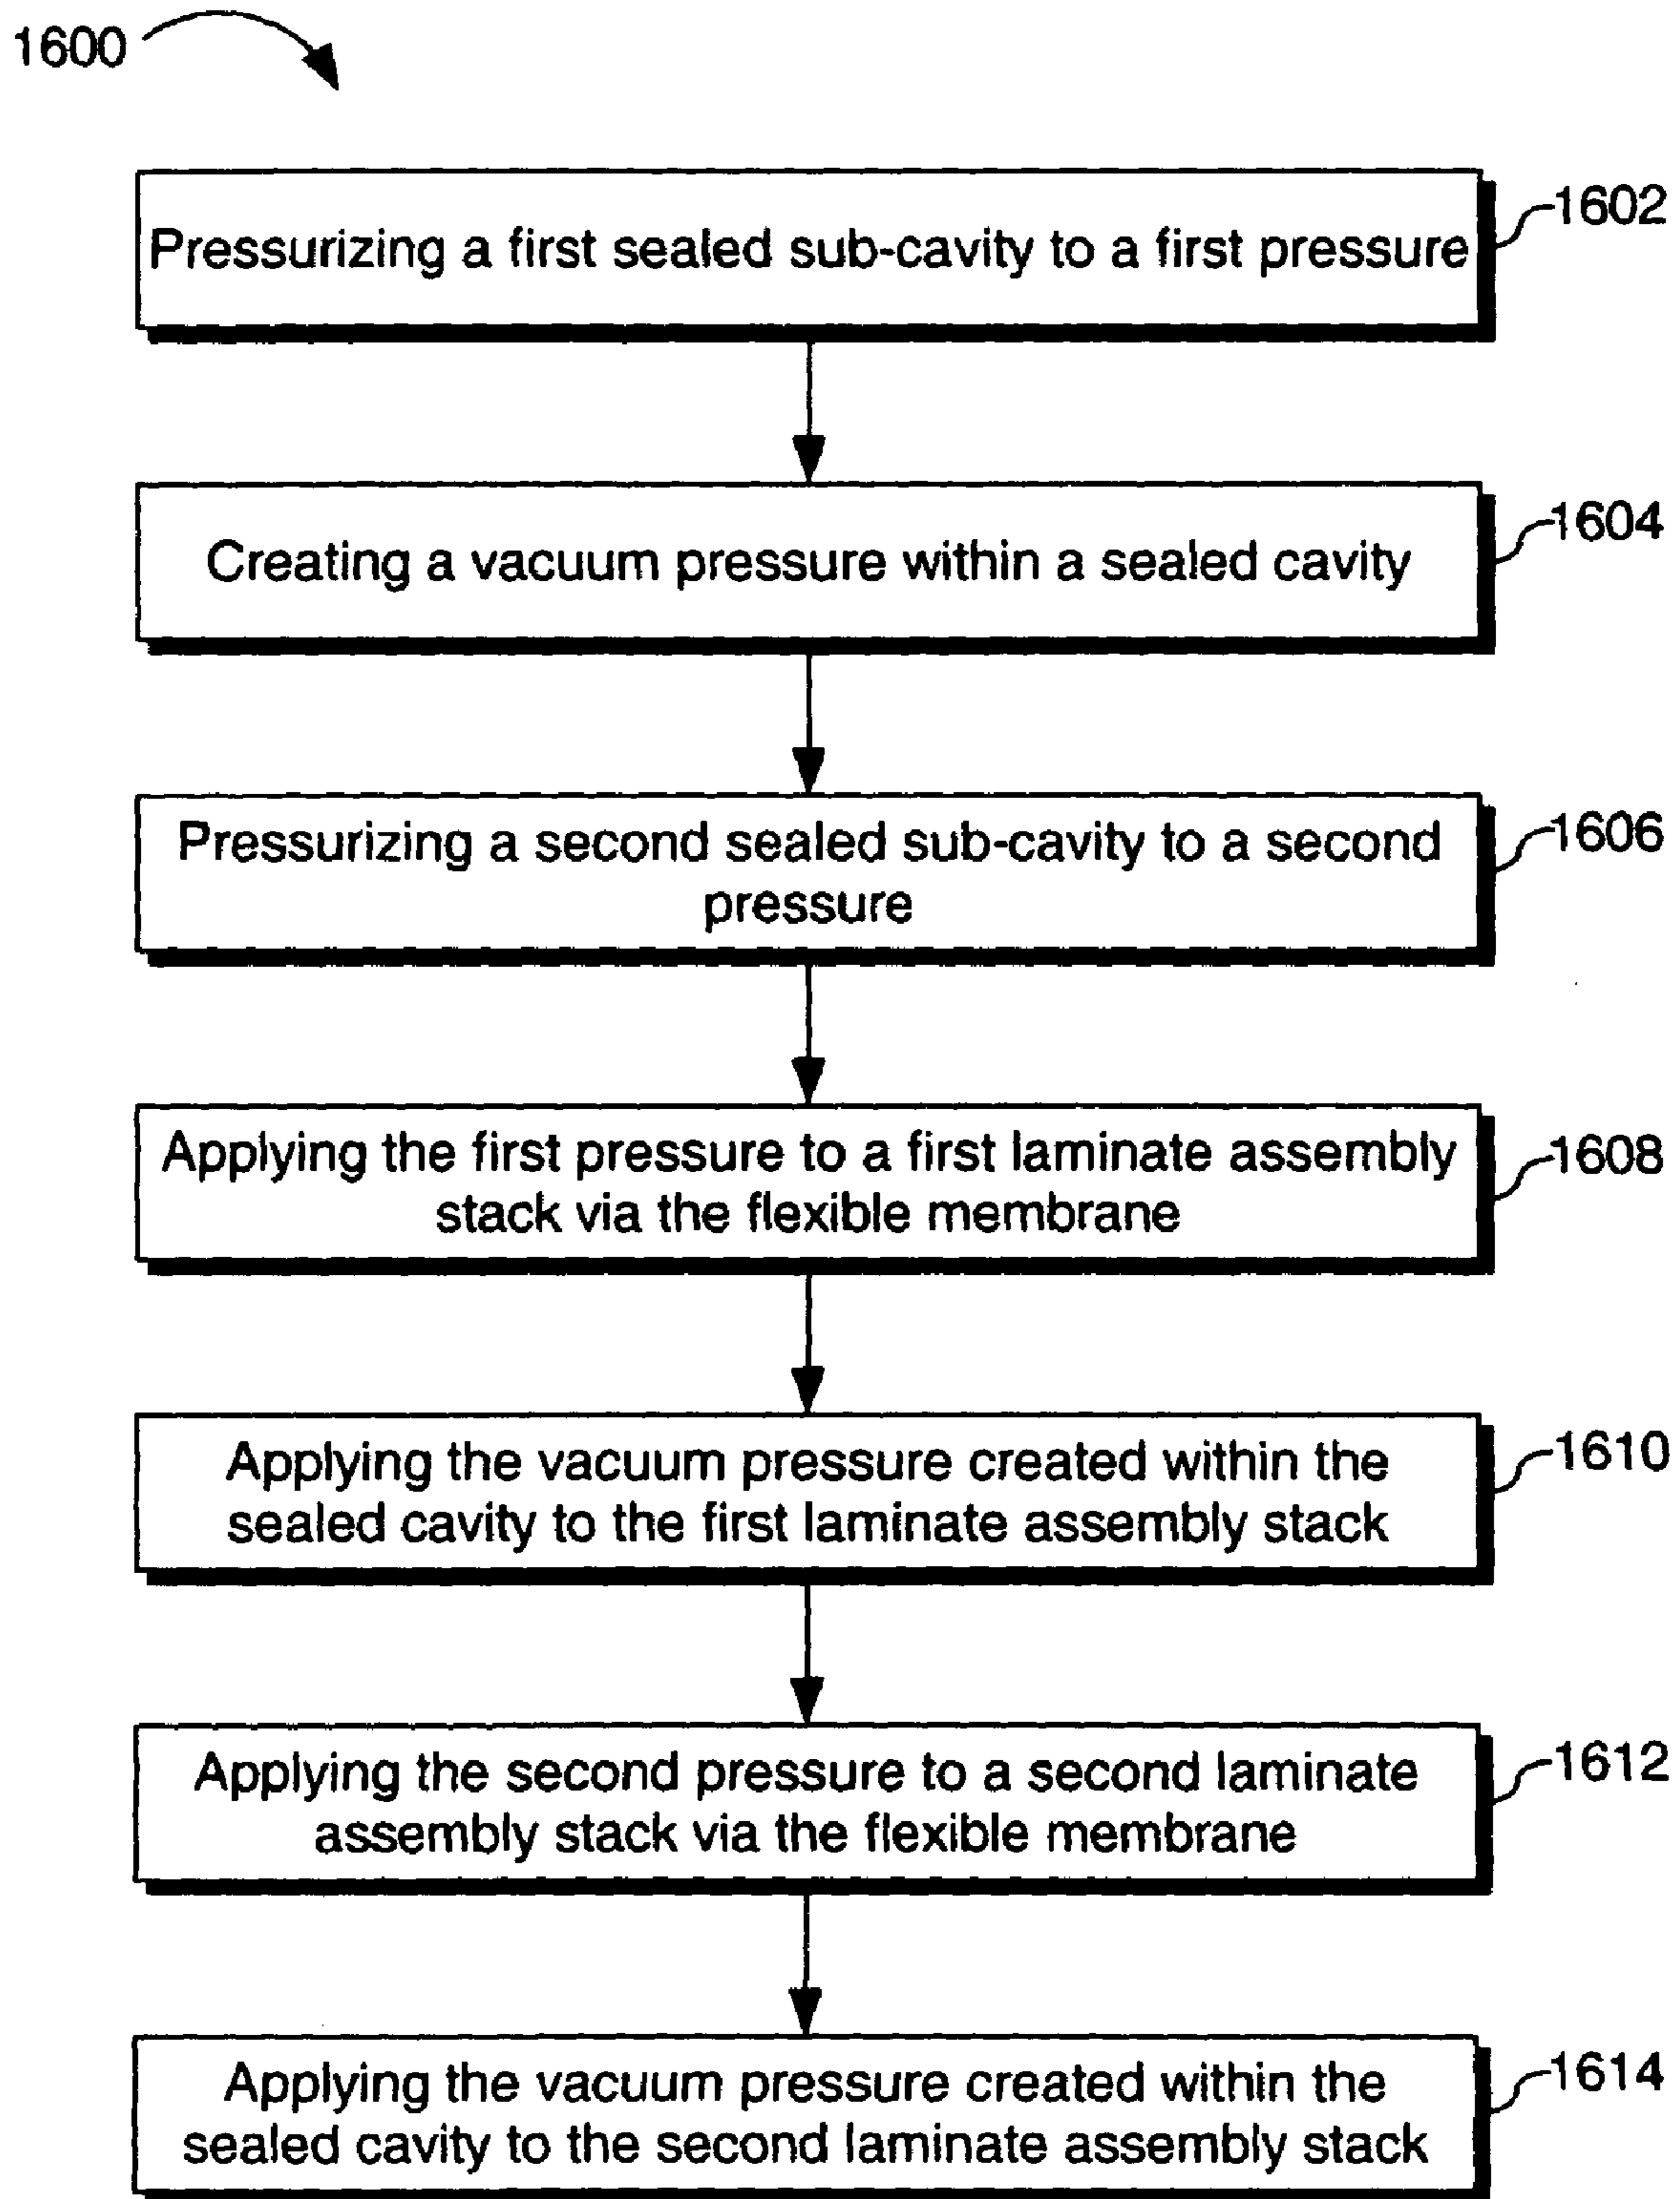 1600
Pressurizing a first sealed sub-cavity to a first pressure
1602
Creating a vacuum pressure within a sealed cavity
1604
Pressurizing a second sealed sub-cavity to a second
pressure
1606
Applying the first pressure to a first laminate assembly
stack via the flexible membrane
1608
Applying the vacuum pressure created within the
sealed cavity to the first laminate assembly stack
1610
Applying the second pressure to a second laminate
assembly stack via the flexible membrane
1612
Applying the vacuum pressure created within the
sealed cavity to the second laminate assembly stack
1614